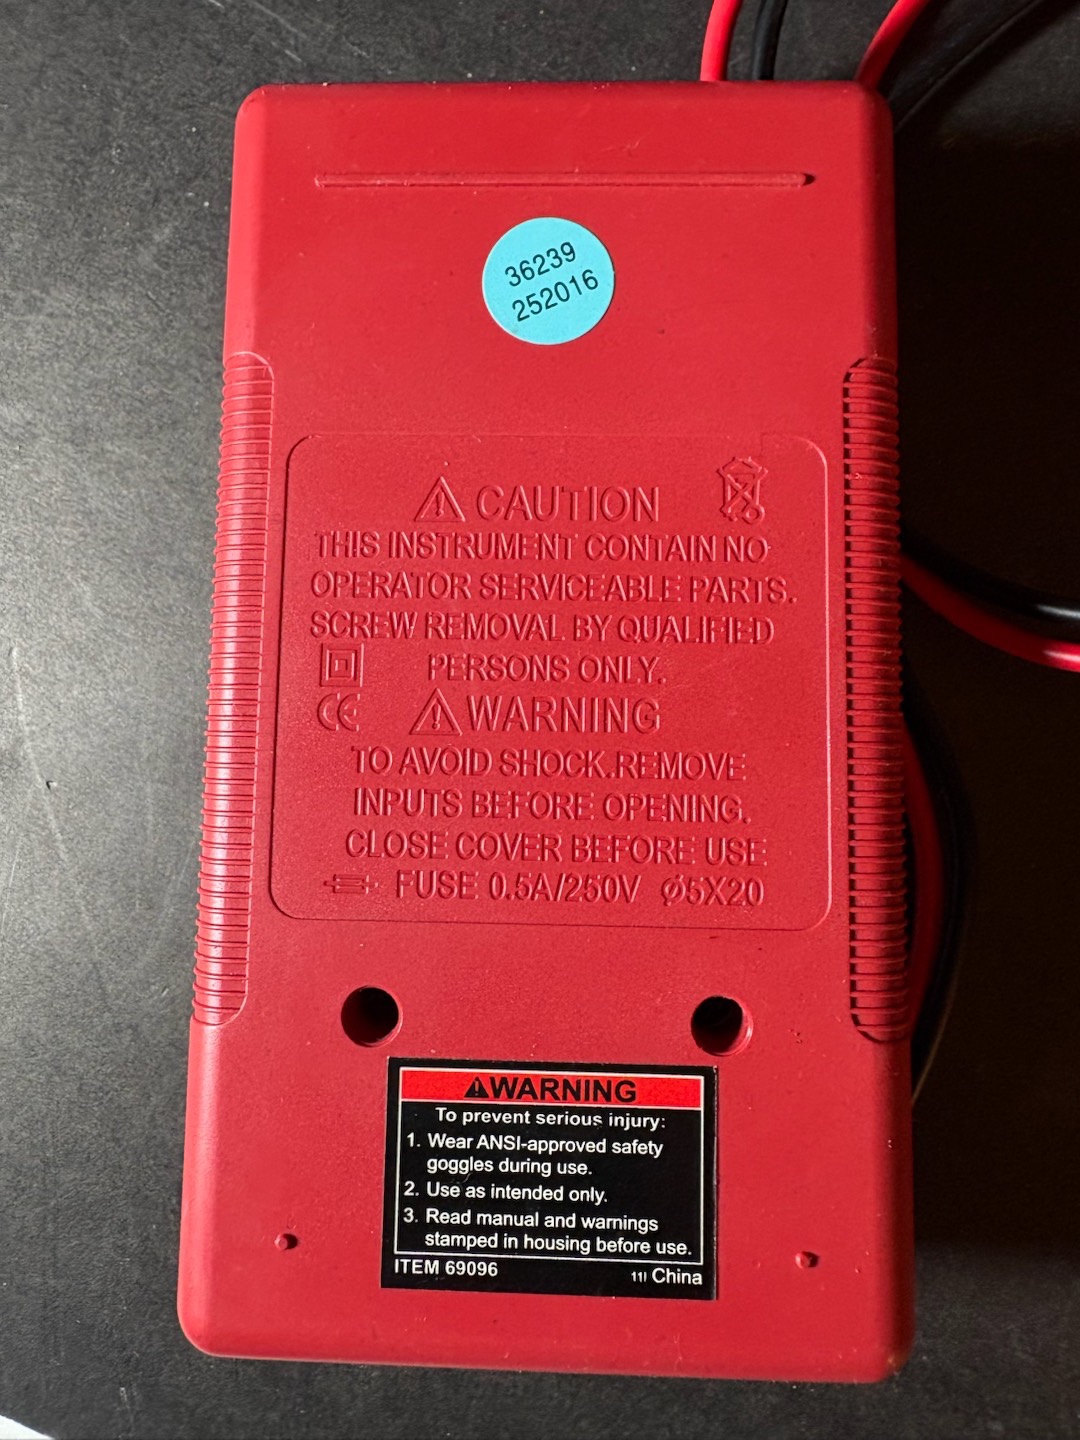 36239
252016
CAUTION
THIS INSTRUMENT CONTAIN NO
OPERATOR SERVICEABLE PARTS.
SCREW REMOVAL BY QUALIFIED
PERSONS ONLY.
CE WARNING
TO AVOID SHOCK.REMOVE
INPUTS BEFORE OPENING.
CLOSE COVER BEFORE USE
FUSE 0.5A/250V Ø5X20
WARNING
To prevent serious injury:
1. Wear ANSI-approved safety
goggles during use.
2. Use as intended only.
3. Read manual and warnings
stamped in housing before use.
ITEM 69096 11l China